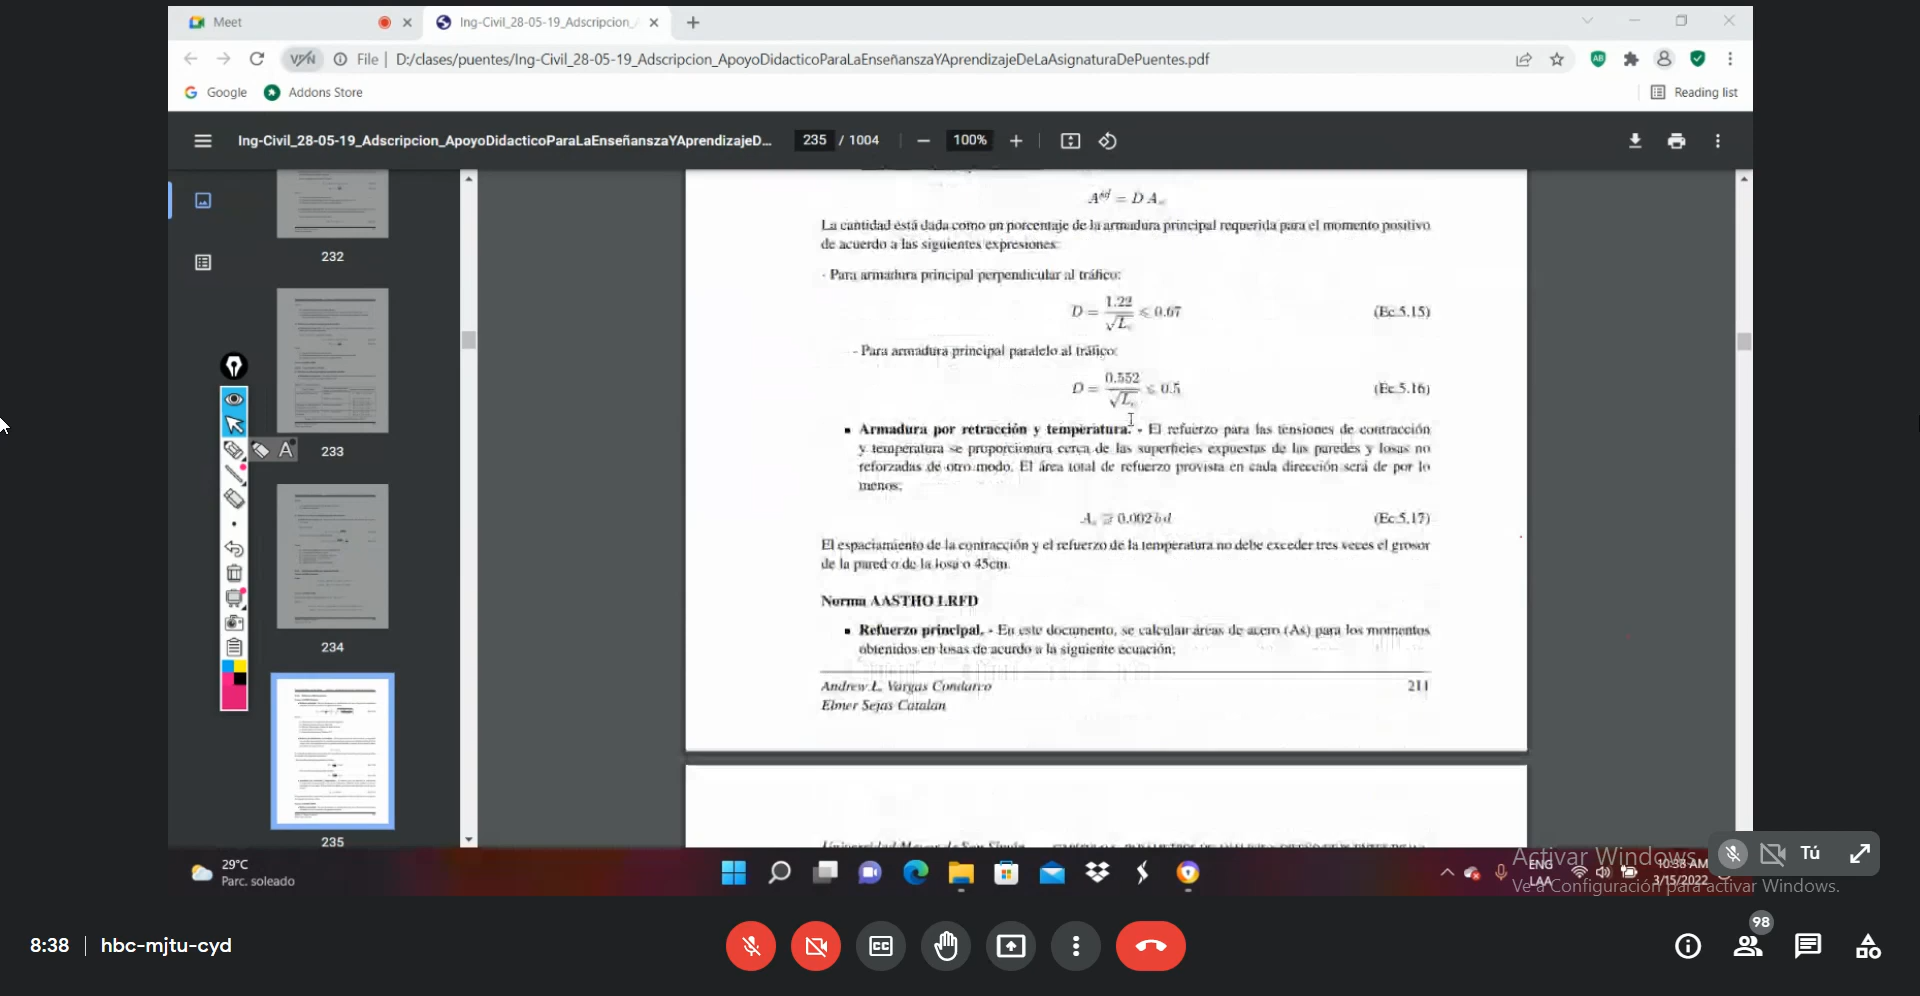 Meet
Ing-Civil_28-05-19_Adscripcion_A
File | D:/clases/puentes/Ing-Civil_28-05-19_Adscripcion_ApoyoDidacticoParaLaEnseñanszaYAprendizajeDeLaAsignaturaDePuentes.pdf
Google Addons Store Reading list
Ing-Civil_28-05-19_Adscripcion_ApoyoDidacticoParaLaEnseñanszaYAprendizajeD... 235 / 1004 100%
232
233
234
235
La cantidad está dada como un porcentaje de la armadura principal requerida para el momento positivo
de acuerdo a las siguientes expresiones:
- Para armadura principal perpendicular al tráfico:
D = 1.22 / √L ⩽ 0.67 (Ec.5.15)
- Para armadura principal paralelo al tráfico:
D = 0.552 / √L ⩽ 0.5 (Ec.5.16)
▪ Armadura por retracción y temperatura. - El refuerzo para las tensiones de contracción
y temperatura se proporcionara cerca de las superficies expuestas de las paredes y losas no
reforzadas de otro modo. El área total de refuerzo provista en cada dirección será de por lo
menos:
A ⩾ 0.002 b d (Ec.5.17)
El espaciamiento de la contracción y el refuerzo de la temperatura no debe exceder tres veces el grosor
de la pared o de la losa o 45cm.
Norma AASTHO LRFD
▪ Refuerzo principal. - En este documento, se calculan áreas de acero (As) para los momentos
obtenidos en losas de acurdo a la siguiente ecuación:
Andrew L. Vargas Condarco 211
Elmer Sejas Catalan
Universidad Mayor de San Simón
A
29°C
Parc. soleado
ENG
LAA
10:38 AM
3/15/2022
Activar Windows
Ve a Configuración para activar Windows.
Tú
8:38 | hbc-mjtu-cyd
98